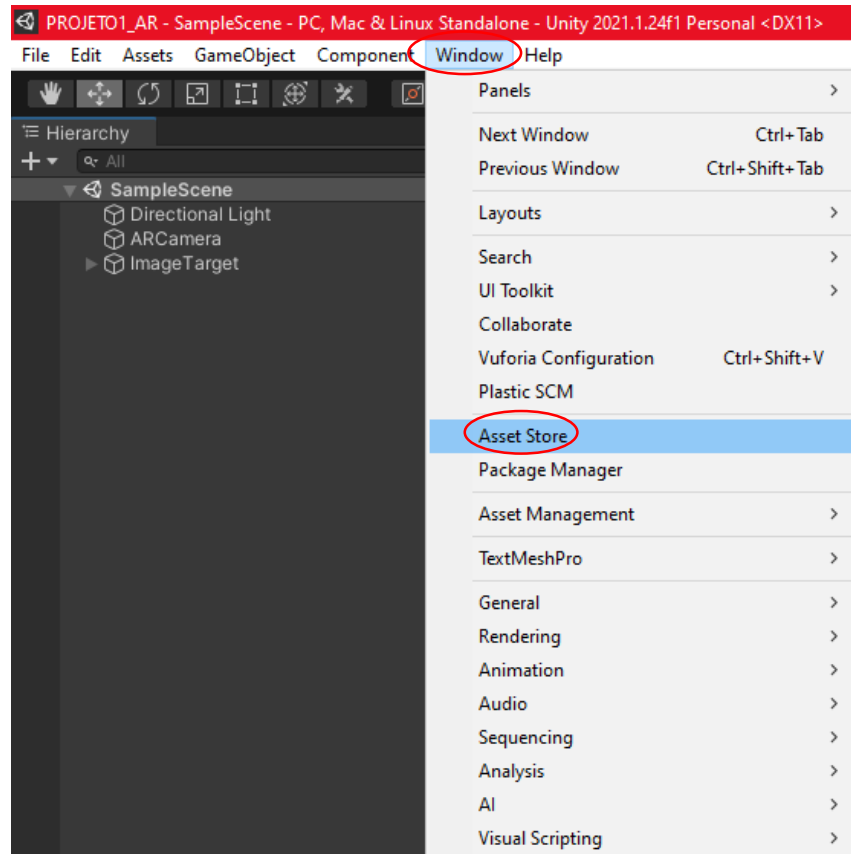 PROJETO1_AR - SampleScene - PC, Mac & Linux Standalone - Unity 2021.1.24f1 Personal <DX11>
File Edit Assets GameObject Component Window Help
Hierarchy
All
SampleScene
Directional Light
ARCamera
ImageTarget
Panels
Next Window Ctrl+Tab
Previous Window Ctrl+Shift+Tab
Layouts
Search
UI Toolkit
Collaborate
Vuforia Configuration Ctrl+Shift+V
Plastic SCM
Asset Store
Package Manager
Asset Management
TextMeshPro
General
Rendering
Animation
Audio
Sequencing
Analysis
AI
Visual Scripting